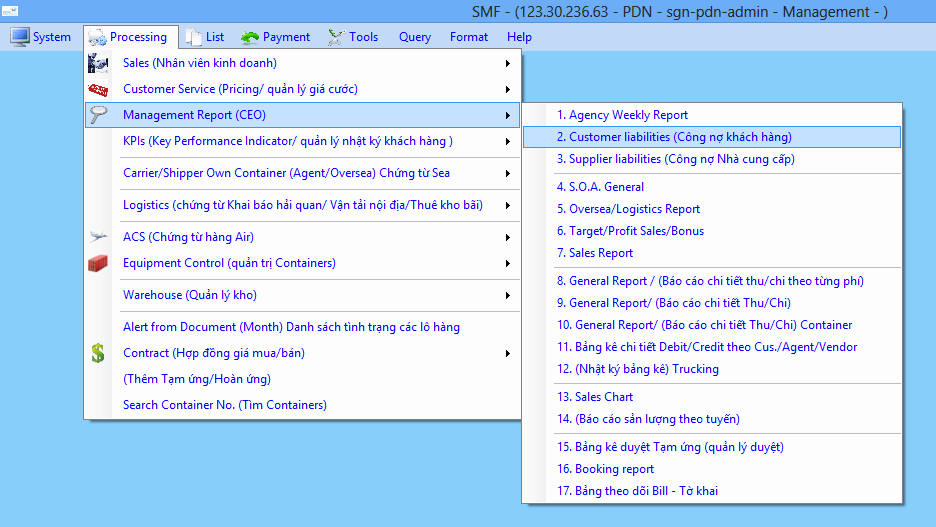 SMF - (123.30.236.63 - PDN - sgn-pdn-admin - Management - )
System Processing List Payment Tools Query Format Help
Sales (Nhân viên kinh doanh)
Customer Service (Pricing/ quản lý giá cước)
Management Report (CEO)
KPIs (Key Performance Indicator/ quản lý nhật ký khách hàng )
Carrier/Shipper Own Container (Agent/Oversea) Chứng từ Sea
Logistics (chứng từ Khai báo hải quan/ Vận tải nội địa/Thuê kho bãi)
ACS (Chứng từ hàng Air)
Equipment Control (quản trị Containers)
Warehouse (Quản lý kho)
Alert from Document (Month) Danh sách tình trạng các lô hàng
Contract (Hợp đồng giá mua/bán)
(Thêm Tạm ứng/Hoàn ứng)
Search Container No. (Tìm Containers)
1. Agency Weekly Report
2. Customer liabilities (Công nợ khách hàng)
3. Supplier liabilities (Công nợ Nhà cung cấp)
4. S.O.A. General
5. Oversea/Logistics Report
6. Target/Profit Sales/Bonus
7. Sales Report
8. General Report / (Báo cáo chi tiết thu/chi theo từng phí)
9. General Report/ (Báo cáo chi tiết Thu/Chi)
10. General Report/ (Báo cáo chi tiết Thu/Chi) Container
11. Bảng kê chi tiết Debit/Credit theo Cus./Agent/Vendor
12. (Nhật ký bảng kê) Trucking
13. Sales Chart
14. (Báo cáo sản lượng theo tuyến)
15. Bảng kê duyệt Tạm ứng (quản lý duyệt)
16. Booking report
17. Bảng theo dõi Bill - Tờ khai